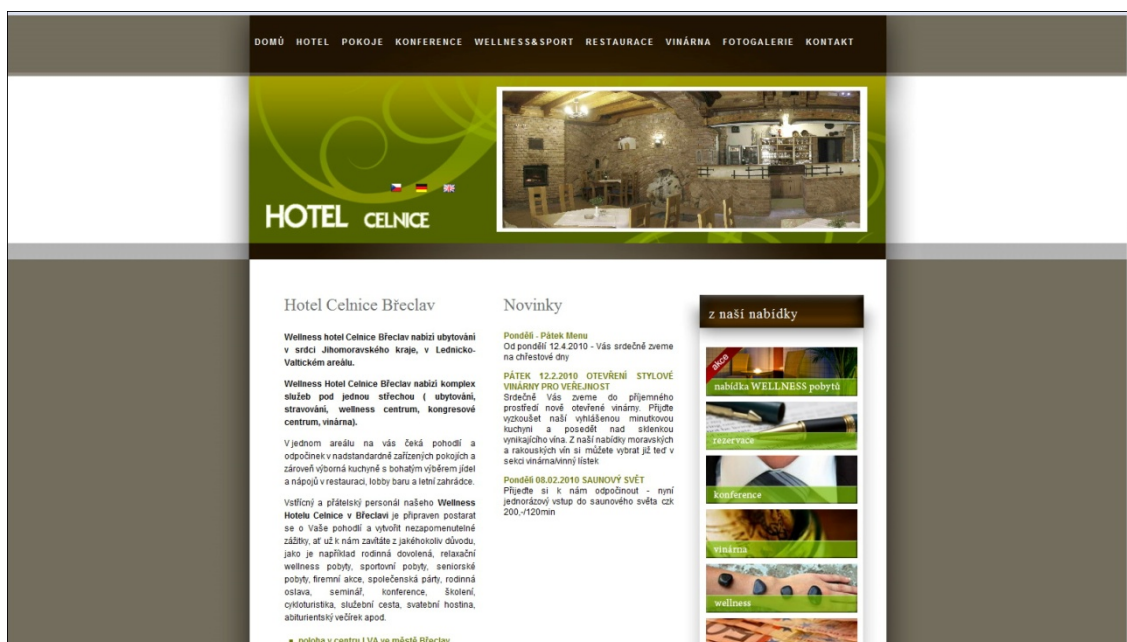 DOMŮ HOTEL POKOJE KONFERENCE WELLNESS&SPORT RESTAURACE VINÁRNA FOTOGALERIE KONTAKT
HOTEL CELNICE
Hotel Celnice Břeclav
Wellness hotel Celnice Břeclav nabízí ubytování
v srdci Jihomoravského kraje, v Lednicko-
Valtickém areálu.
Wellness Hotel Celnice Břeclav nabízí komplex
služeb pod jednou střechou ( ubytování,
stravování, wellness centrum, kongresové
centrum, vinárna).
V jednom areálu na vás čeká pohodlí a
odpočinek v nadstandardně zařízených pokojích a
zároveň výborná kuchyně s bohatým výběrem jídel
a nápojů v restauraci, lobby baru a letní zahrádce.
Vstřícný a přátelský personál našeho Wellness
Hotelu Celnice v Břeclavi je připraven postarat
se o Vaše pohodlí a vytvořit nezapomenutelné
zážitky, ať už k nám zavítáte z jakéhokoliv důvodu,
jako je například rodinná dovolená, relaxační
wellness pobyty, sportovní pobyty, seniorské
pobyty, firemní akce, společenská párty, rodinná
oslava, seminář, konference, školení,
cykloturistika, služební cesta, svatební hostina,
abiturientský večírek apod.
poloha v centru LVA ve městě Břeclav
Novinky
Pondělí - Pátek Menu
Od pondělí 12.4.2010 - Vás srdečně zveme
na chřestové dny
PÁTEK 12.2.2010 OTEVŘENÍ STYLOVÉ
VINÁRNY PRO VEŘEJNOST
Srdečně Vás zveme do příjemného
prostředí nově otevřené vinárny. Přijďte
vyzkoušet naší vyhlášenou minutkovou
kuchyni a posedět nad sklenkou
vynikajícího vína. Z naší nabídky moravských
a rakouských vín si můžete vybrat již teď v
sekci vinárna/vinný lístek
Pondělí 08.02.2010 SAUNOVÝ SVĚT
Přijeďte si k nám odpočinout - nyní
jednorázový vstup do saunového světa czk
200,-/120min
z naší nabídky
akce
nabídka WELLNESS pobytů
rezervace
konference
vinárna
wellness